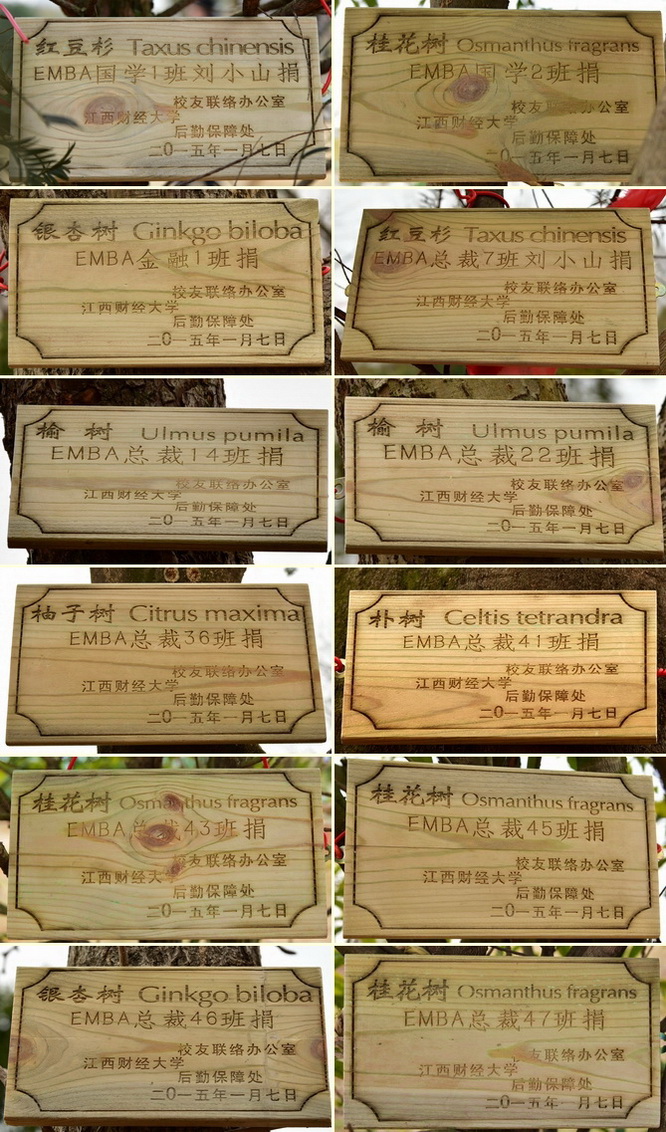 红豆杉 Taxus chinensis
EMBA国学1班刘小山捐
校友联络办公室
江西财经大学
后勤保障处
二〇一五年一月七日
桂花树 Osmanthus fragrans
EMBA国学2班捐
校友联络办公室
江西财经大学
后勤保障处
二〇一五年一月七日
银杏树 Ginkgo biloba
EMBA金融1班捐
校友联络办公室
江西财经大学
后勤保障处
二〇一五年一月七日
红豆杉 Taxus chinensis
EMBA总裁7班刘小山捐
校友联络办公室
江西财经大学
后勤保障处
二〇一五年一月七日
榆树 Ulmus pumila
EMBA总裁14班捐
校友联络办公室
江西财经大学
后勤保障处
二〇一五年一月七日
榆树 Ulmus pumila
EMBA总裁22班捐
校友联络办公室
江西财经大学
后勤保障处
二〇一五年一月七日
柚子树 Citrus maxima
EMBA总裁36班捐
校友联络办公室
江西财经大学
后勤保障处
二〇一五年一月七日
朴树 Celtis tetrandra
EMBA总裁41班捐
校友联络办公室
江西财经大学
后勤保障处
二〇一五年一月七日
桂花树 Osmanthus fragrans
EMBA总裁43班捐
校友联络办公室
江西财经大学
后勤保障处
二〇一五年一月七日
桂花树 Osmanthus fragrans
EMBA总裁45班捐
校友联络办公室
江西财经大学
后勤保障处
二〇一五年一月七日
银杏树 Ginkgo biloba
EMBA总裁46班捐
校友联络办公室
江西财经大学
后勤保障处
二〇一五年一月七日
桂花树 Osmanthus fragrans
EMBA总裁47班捐
校友联络办公室
江西财经大学
后勤保障处
二〇一五年一月七日